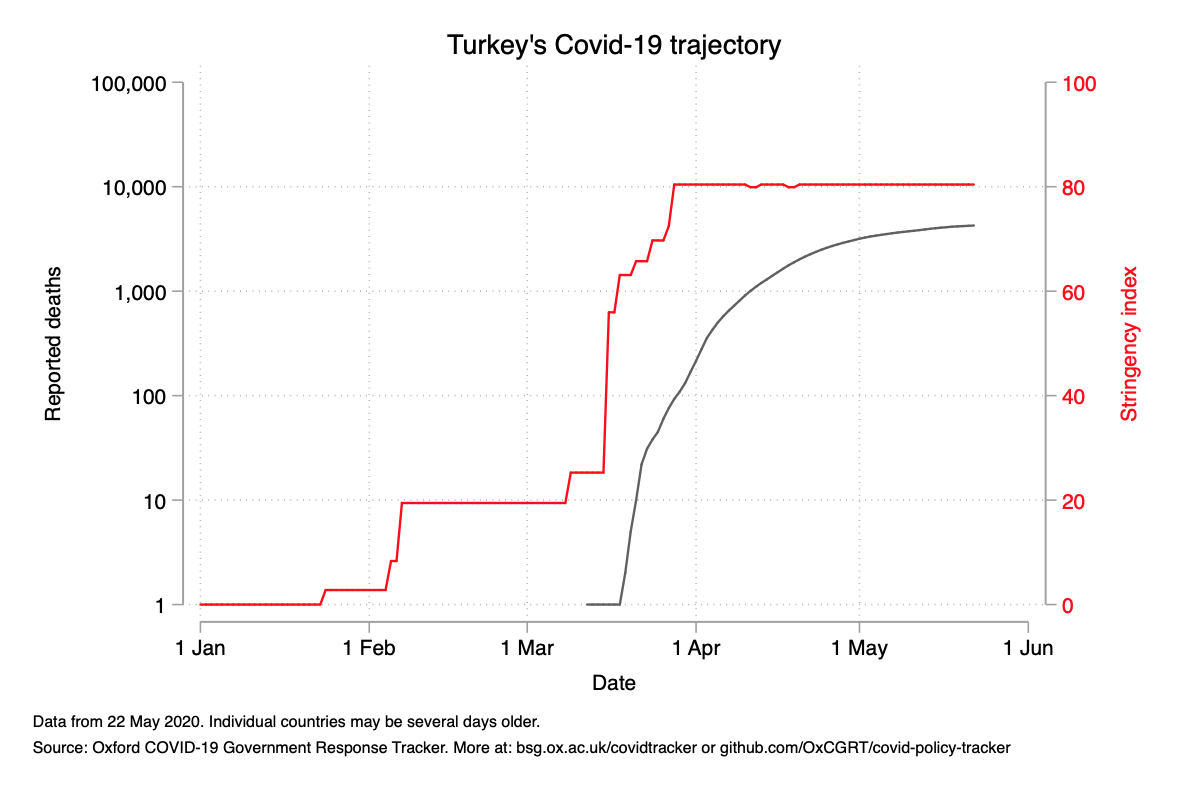 Turkey's Covid-19 trajectory
100,000
10,000
1,000
100
10
1
Reported deaths
100
80
60
40
20
0
Stringency index
1 Jan
1 Feb
1 Mar
1 Apr
1 May
1 Jun
Date
Data from 22 May 2020. Individual countries may be several days older.
Source: Oxford COVID-19 Government Response Tracker. More at: bsg.ox.ac.uk/covidtracker or github.com/OxCGRT/covid-policy-tracker